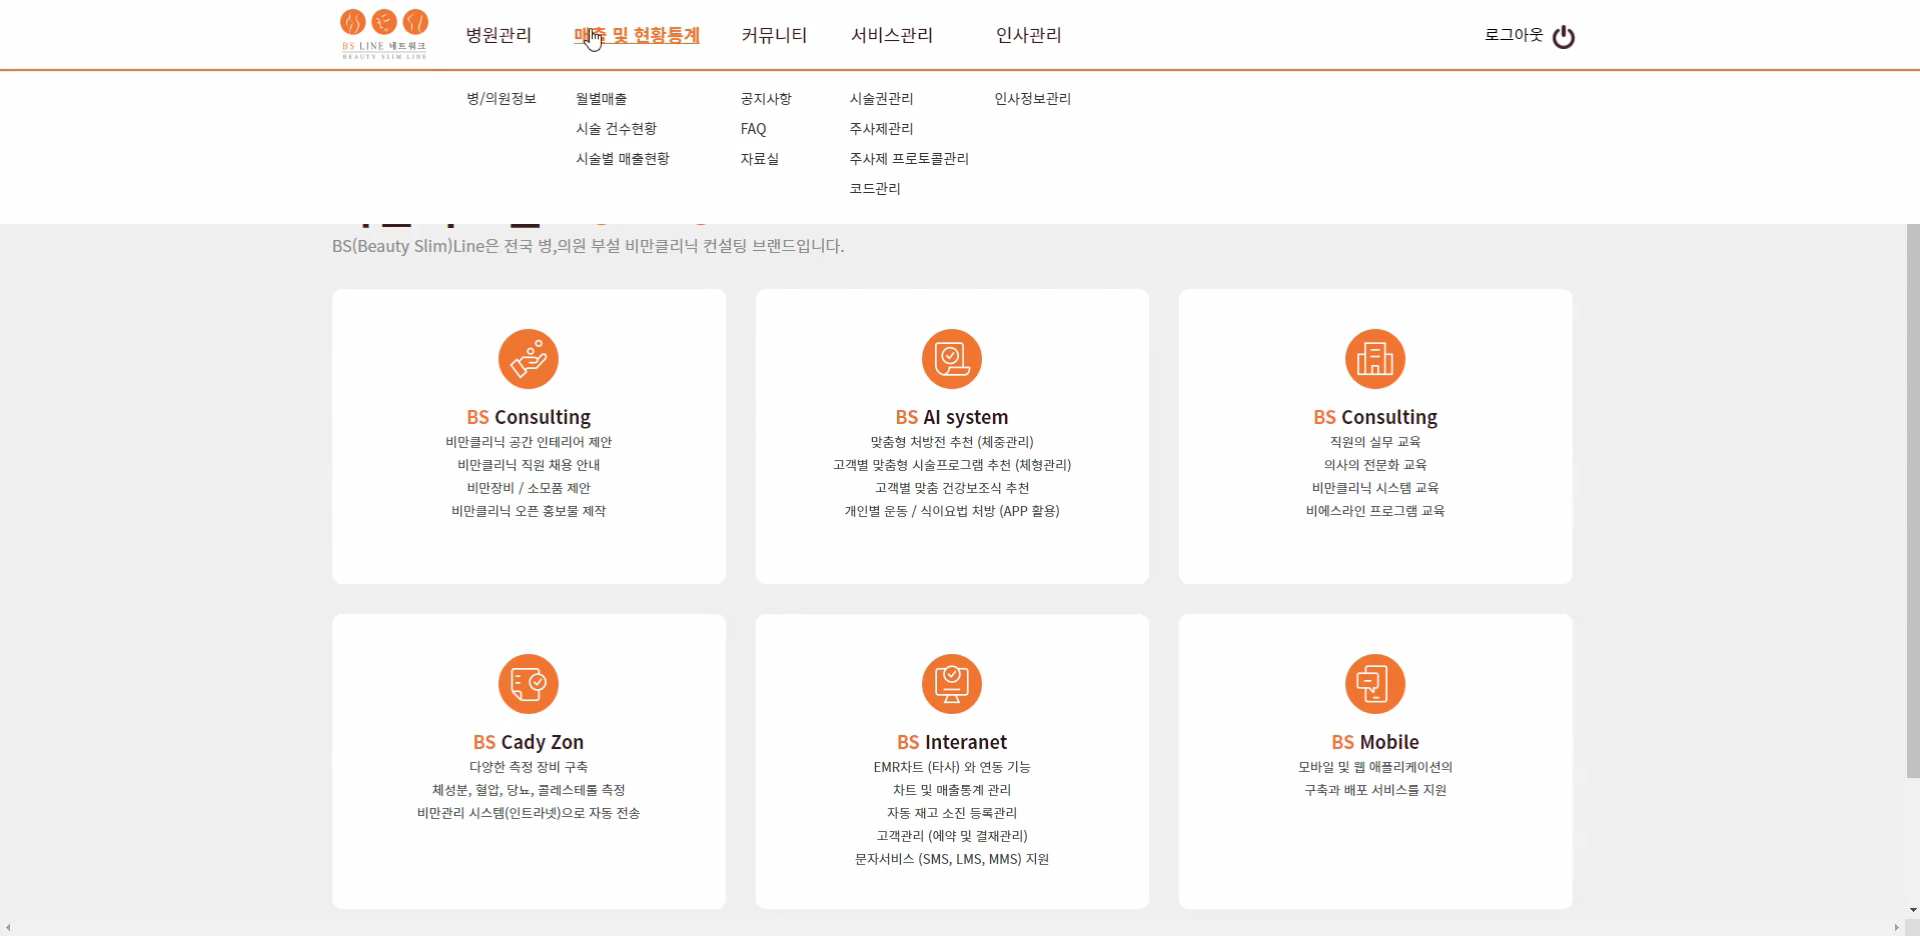 BS LINE 네트워크
BEAUTY SLIM LINE
병원관리
매출 및 현황통계
커뮤니티
서비스관리
인사관리
로그아웃
병/의원정보
월별매출
시술 건수현황
시술별 매출현황
공지사항
FAQ
자료실
시술권관리
주사제관리
주사제 프로토콜관리
코드관리
인사정보관리
BS(Beauty Slim)Line은 전국 병,의원 부설 비만클리닉 컨설팅 브랜드입니다.
BS Consulting
비만클리닉 공간 인테리어 제안
비만클리닉 직원 채용 안내
비만장비 / 소모품 제안
비만클리닉 오픈 홍보물 제작
BS AI system
맞춤형 처방전 추천 (체중관리)
고객별 맞춤형 시술프로그램 추천 (체형관리)
고객별 맞춤 건강보조식 추천
개인별 운동 / 식이요법 처방 (APP 활용)
BS Consulting
직원의 실무 교육
의사의 전문화 교육
비만클리닉 시스템 교육
비에스라인 프로그램 교육
BS Cady Zon
다양한 측정 장비 구축
체성분, 혈압, 당뇨, 콜레스테롤 측정
비만관리 시스템(인트라넷)으로 자동 전송
BS Interanet
EMR차트 (타사) 와 연동 기능
차트 및 매출통계 관리
자동 재고 소진 등록관리
고객관리 (예약 및 결재관리)
문자서비스 (SMS, LMS, MMS) 지원
BS Mobile
모바일 및 웹 애플리케이션의
구축과 배포 서비스를 지원